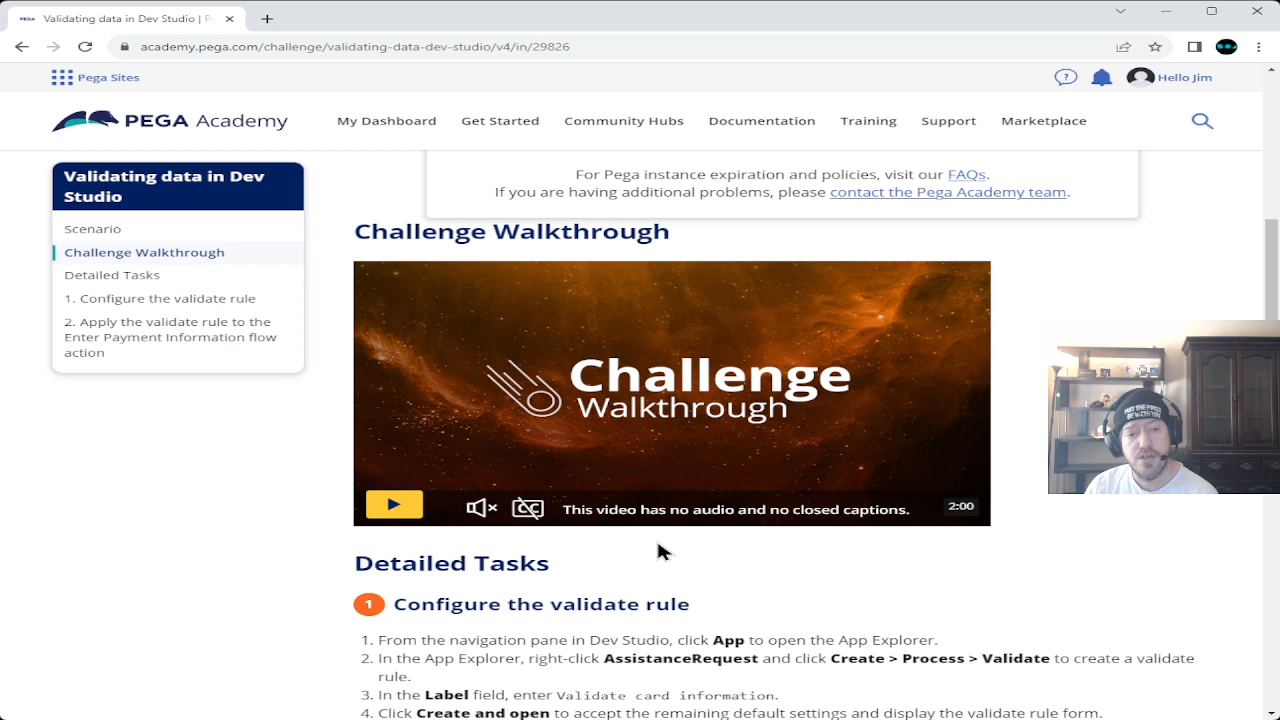 Validating data in Dev Studio | P
academy.pega.com/challenge/validating-data-dev-studio/v4/in/29826
Pega Sites
Hello Jim
PEGA Academy
My Dashboard
Get Started
Community Hubs
Documentation
Training
Support
Marketplace
Validating data in Dev
Studio
Scenario
Challenge Walkthrough
Detailed Tasks
1. Configure the validate rule
2. Apply the validate rule to the
Enter Payment Information flow
action
For Pega instance expiration and policies, visit our FAQs.
If you are having additional problems, please contact the Pega Academy team.
Challenge Walkthrough
Challenge
Walkthrough
CC
This video has no audio and no closed captions.
2:00
MAY THE FORCE
BE WITH YOU
Detailed Tasks
1 Configure the validate rule
1. From the navigation pane in Dev Studio, click App to open the App Explorer.
2. In the App Explorer, right-click AssistanceRequest and click Create > Process > Validate to create a validate
rule.
3. In the Label field, enter Validate card information.
4. Click Create and open to accept the remaining default settings and display the validate rule form.